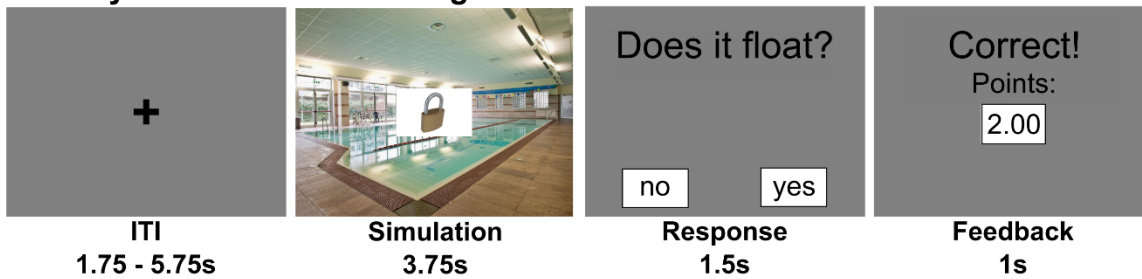 +
Does it float?
no
yes
Correct!
Points:
2.00
ITI
Simulation
Response
Feedback
1.75 - 5.75s
3.75s
1.5s
1s